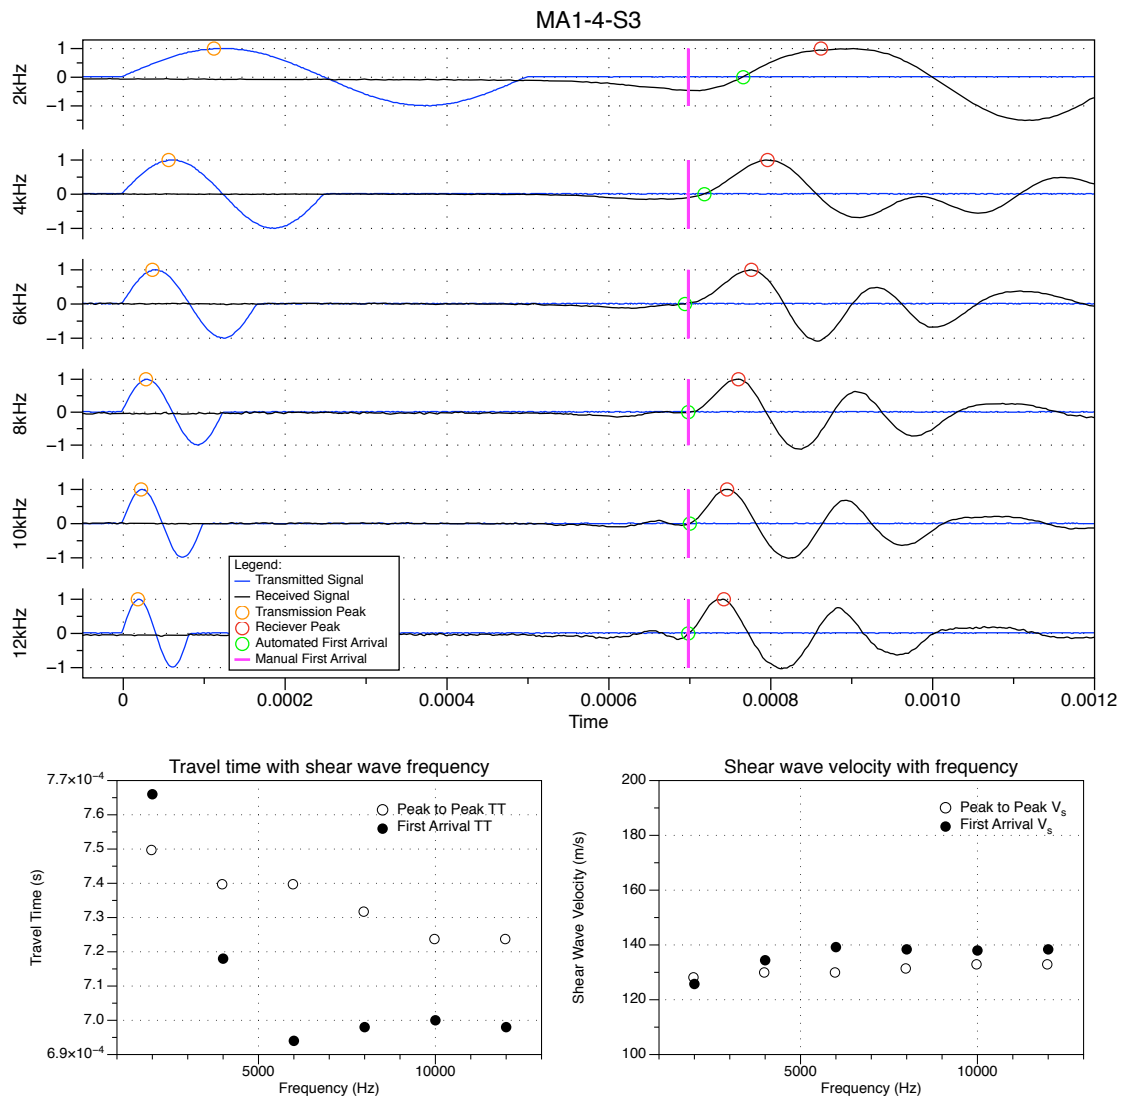 MA1-4-S3
2kHz
1
0
−1
4kHz
1
0
−1
6kHz
1
0
−1
8kHz
1
0
−1
10kHz
1
0
−1
12kHz
1
0
−1
Legend:
Transmitted Signal
Received Signal
Transmission Peak
Reciever Peak
Automated First Arrival
Manual First Arrival
0 0.0002 0.0004 0.0006 0.0008 0.0010 0.0012
Time
Travel time with shear wave frequency
7.7×10⁻⁴
7.6
7.5
7.4
7.3
7.2
7.1
7.0
6.9×10⁻⁴
Travel Time (s)
Peak to Peak TT
First Arrival TT
5000 10000
Frequency (Hz)
Shear wave velocity with frequency
200
180
160
140
120
100
Shear Wave Velocity (m/s)
Peak to Peak Vₛ
First Arrival Vₛ
5000 10000
Frequency (Hz)